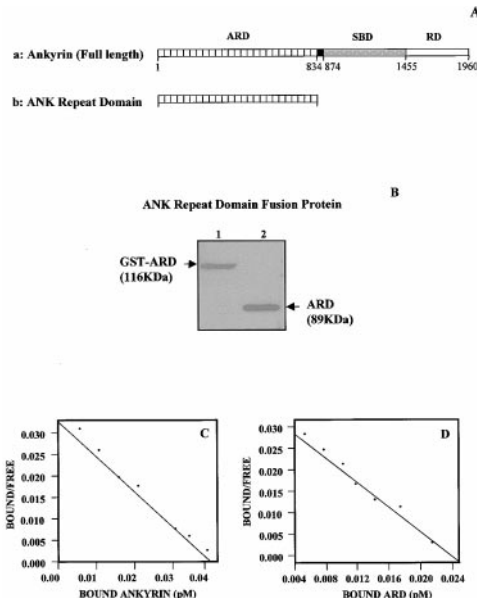 A
ARD SBD RD
a: Ankyrin (Full length)
1 834 874 1455 1960
b: ANK Repeat Domain
B
ANK Repeat Domain Fusion Protein
1 2
GST-ARD
(116KDa)
ARD
(89KDa)
C
BOUND/FREE
0.030
0.025
0.020
0.015
0.010
0.005
0.00
0.00 0.01 0.02 0.03 0.04
BOUND ANKYRIN (pM)
D
BOUND/FREE
0.030
0.025
0.020
0.015
0.010
0.005
0.00
0.004 0.008 0.012 0.016 0.020 0.024
BOUND ARD (pM)